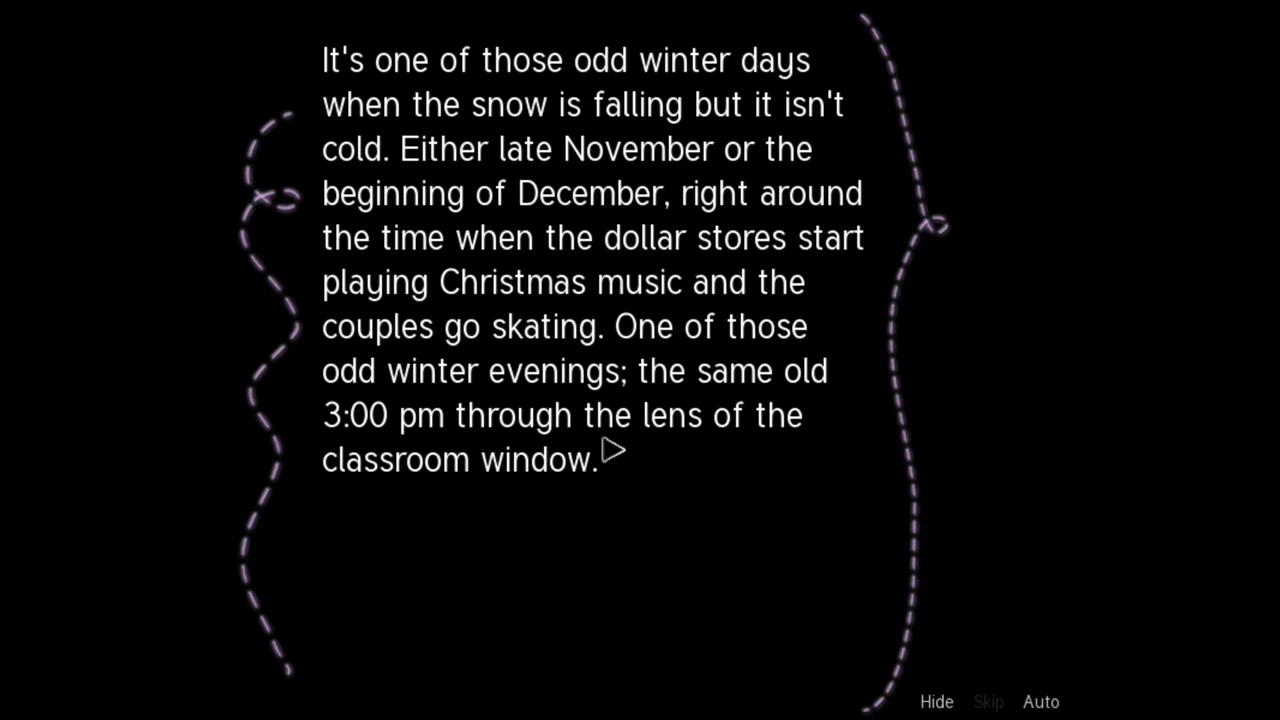 It's one of those odd winter days
when the snow is falling but it isn't
cold. Either late November or the
beginning of December, right around
the time when the dollar stores start
playing Christmas music and the
couples go skating. One of those
odd winter evenings; the same old
3:00 pm through the lens of the
classroom window.
Hide Skip Auto